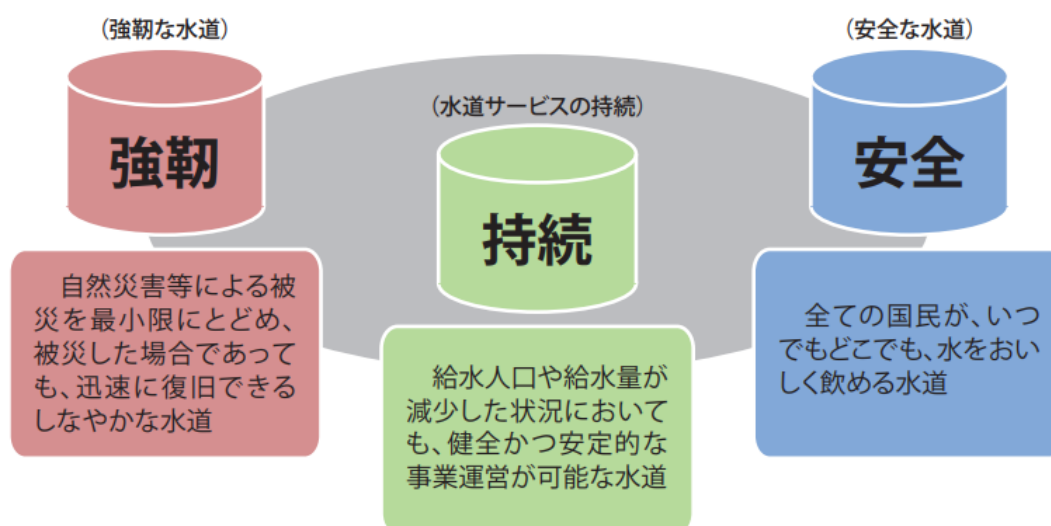 （強靭な水道）
強靭
自然災害等による被
災を最小限にとどめ、
被災した場合であって
も、迅速に復旧できる
しなやかな水道
（水道サービスの持続）
持続
給水人口や給水量が
減少した状況において
も、健全かつ安定的な
事業運営が可能な水道
（安全な水道）
安全
全ての国民が、いつ
でもどこでも、水をおい
しく飲める水道